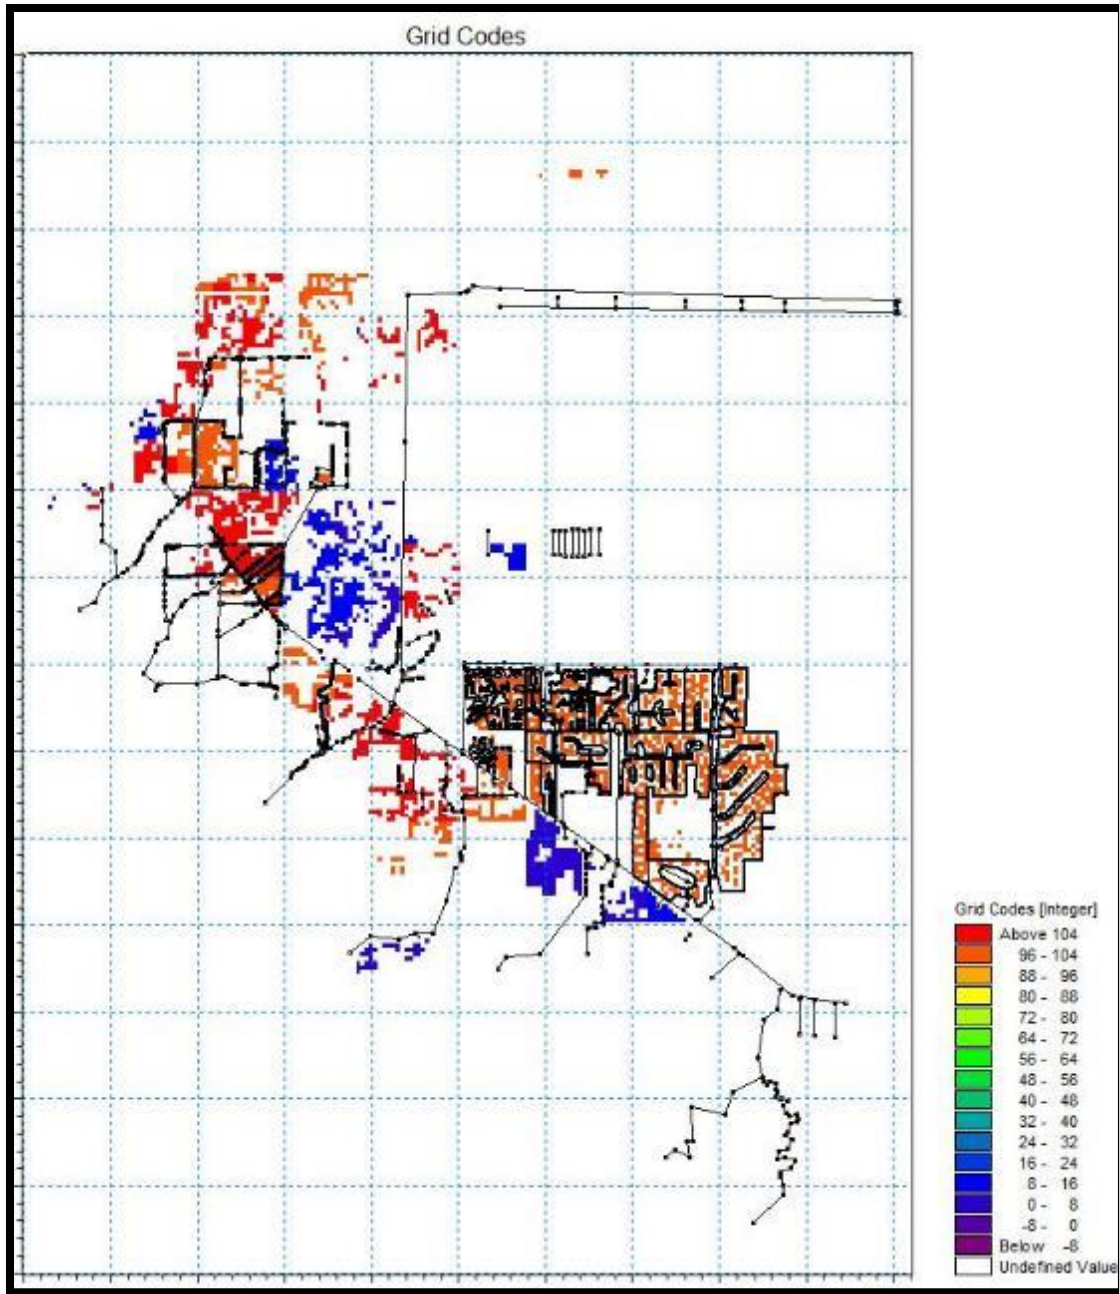 Grid Codes
Grid Codes [Integer]
Above 104
96 - 104
88 - 96
80 - 88
72 - 80
64 - 72
56 - 64
48 - 56
40 - 48
32 - 40
24 - 32
16 - 24
8 - 16
0 - 8
-8 - 0
Below -8
Undefined Value